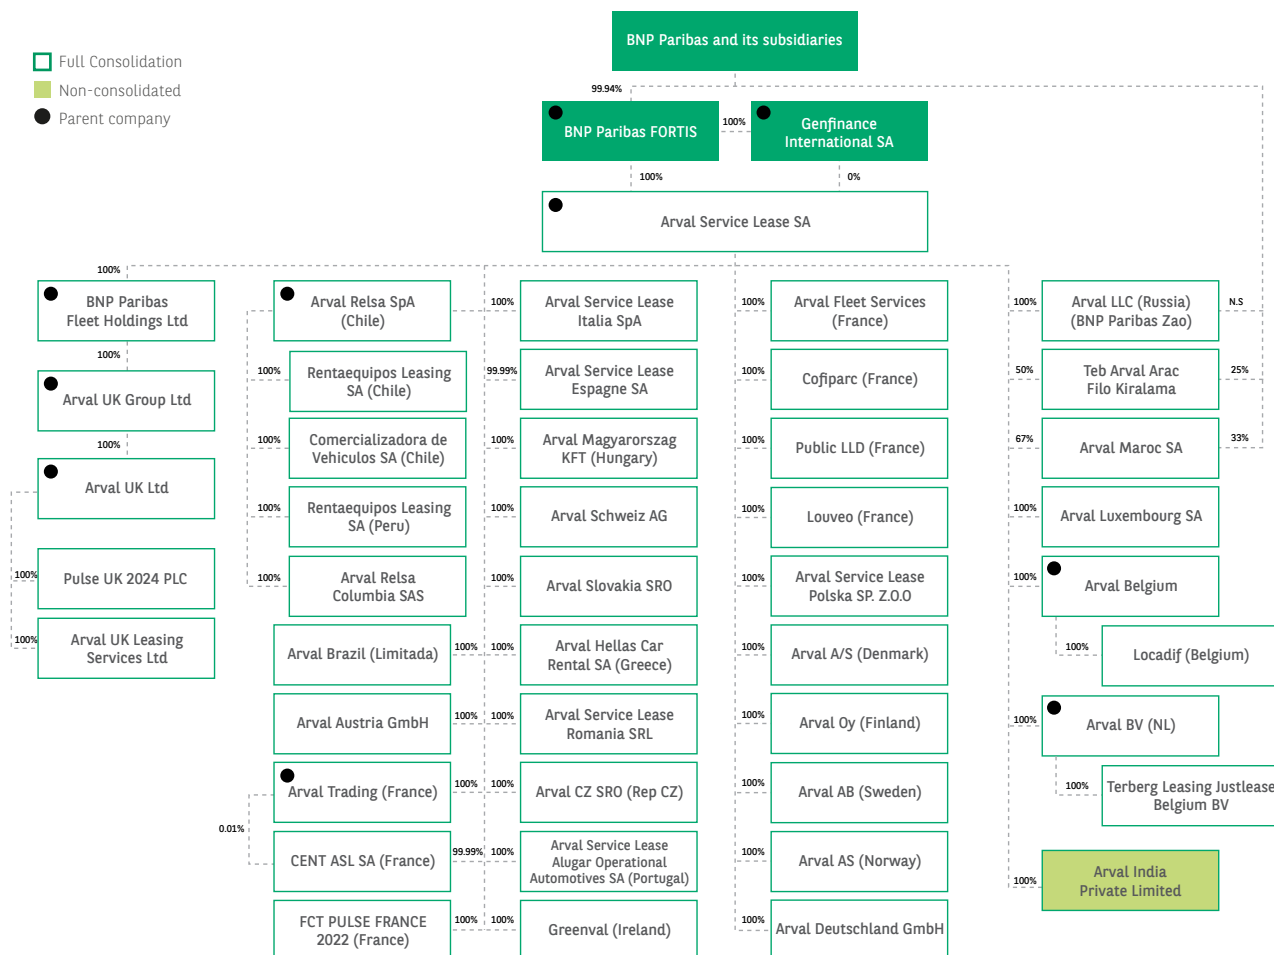 BNP Paribas and its subsidiaries
Full Consolidation
Non-consolidated
Parent company
99.94%
BNP Paribas FORTIS
100%
Genfinance
International SA
100%
0%
Arval Service Lease SA
100%
BNP Paribas
Fleet Holdings Ltd
100%
Arval UK Group Ltd
100%
Arval UK Ltd
100%
Pulse UK 2024 PLC
100%
Arval UK Leasing
Services Ltd
Arval Relsa SpA
(Chile)
100%
Rentaequipos Leasing
SA (Chile)
100%
Comercializadora de
Vehiculos SA (Chile)
100%
Rentaequipos Leasing
SA (Peru)
100%
Arval Relsa
Columbia SAS
Arval Brazil (Limitada)
100%
Arval Austria GmbH
100%
Arval Trading (France)
100%
0.01%
CENT ASL SA (France)
99.99%
FCT PULSE FRANCE
2022 (France)
100%
100%
Arval Service Lease
Italia SpA
99.99%
Arval Service Lease
Espagne SA
100%
Arval Magyarorszag
KFT (Hungary)
100%
Arval Schweiz AG
100%
Arval Slovakia SRO
100%
Arval Hellas Car
Rental SA (Greece)
100%
Arval Service Lease
Romania SRL
100%
Arval CZ SRO (Rep CZ)
100%
Arval Service Lease
Alugar Operational
Automotives SA (Portugal)
100%
Greenval (Ireland)
100%
Arval Fleet Services
(France)
100%
Cofiparc (France)
100%
Public LLD (France)
100%
Louveo (France)
100%
Arval Service Lease
Polska SP. Z.O.O
100%
Arval A/S (Denmark)
100%
Arval Oy (Finland)
100%
Arval AB (Sweden)
100%
Arval AS (Norway)
100%
Arval Deutschland GmbH
100%
Arval LLC (Russia)
(BNP Paribas Zao)
N.S
50%
Teb Arval Arac
Filo Kiralama
25%
67%
Arval Maroc SA
33%
100%
Arval Luxembourg SA
100%
Arval Belgium
100%
Locadif (Belgium)
100%
Arval BV (NL)
100%
Terberg Leasing Justlease
Belgium BV
100%
Arval India
Private Limited